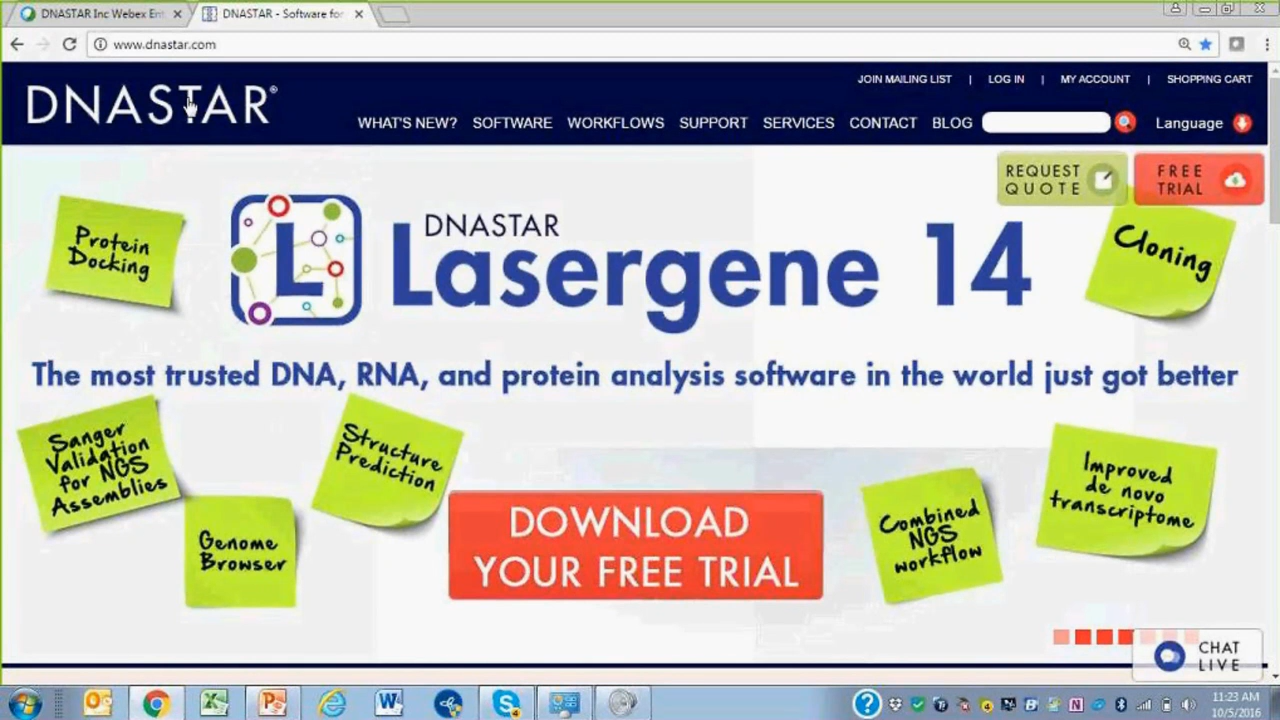 DNASTAR Inc Webex Ent
DNASTAR - Software for
www.dnastar.com
JOIN MAILING LIST | LOG IN | MY ACCOUNT | SHOPPING CART
DNASTAR®
WHAT'S NEW? SOFTWARE WORKFLOWS SUPPORT SERVICES CONTACT BLOG Language
REQUEST
QUOTE
FREE
TRIAL
Protein
Docking
L
DNASTAR
Lasergene 14
Cloning
The most trusted DNA, RNA, and protein analysis software in the world just got better
Sanger
Validation
for NGS
Assemblies
Structure
Prediction
Genome
Browser
DOWNLOAD
YOUR FREE TRIAL
Combined
NGS
workflow
Improved
de novo
transcriptome
CHAT
LIVE
11:23 AM
10/5/2016